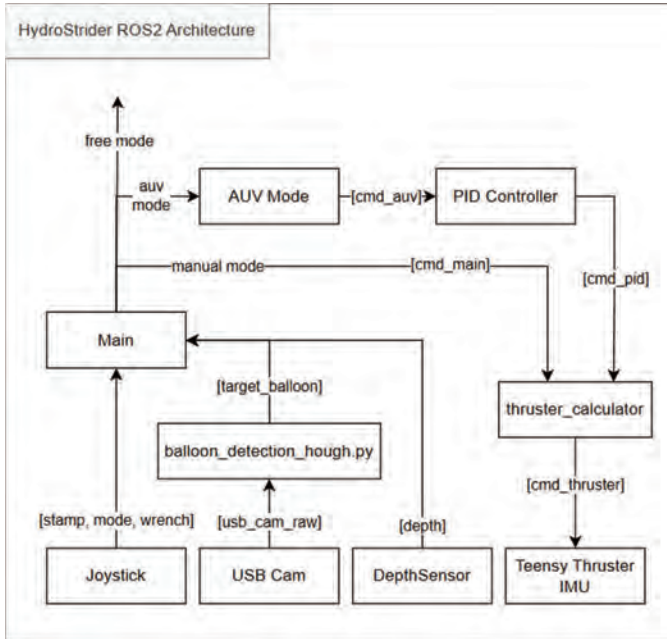 HydroStrider ROS2 Architecture
free mode
auv
mode
AUV Mode
[cmd_auv]
PID Controller
manual mode
[cmd_main]
[cmd_pid]
Main
[target_balloon]
thruster_calculator
balloon_detection_hough.py
[cmd_thruster]
[stamp, mode, wrench]
[usb_cam_raw]
[depth]
Joystick
USB Cam
DepthSensor
Teensy Thruster
IMU